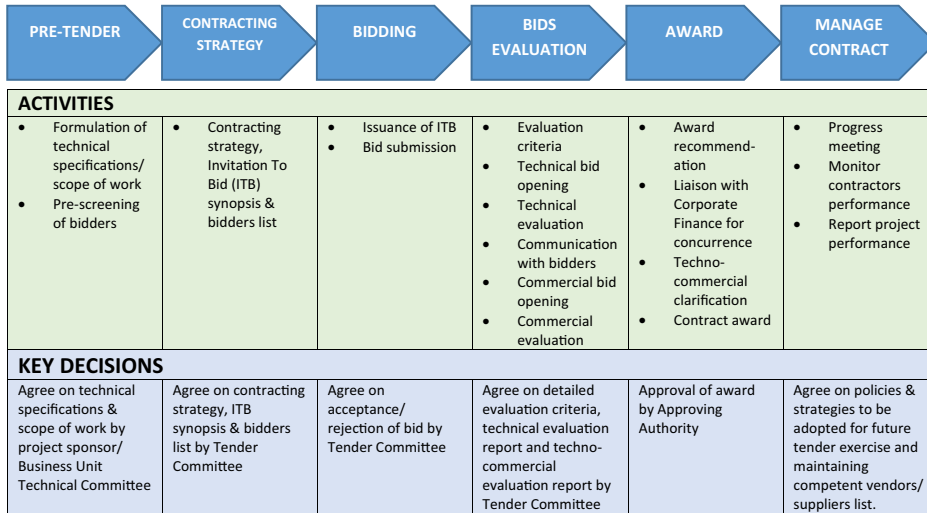 PRE-TENDER
CONTRACTING
STRATEGY
BIDDING
BIDS
EVALUATION
AWARD
MANAGE
CONTRACT
ACTIVITIES
• Formulation of
technical
specifications/
scope of work
• Pre-screening
of bidders
• Contracting
strategy,
Invitation To
Bid (ITB)
synopsis &
bidders list
• Issuance of ITB
• Bid submission
• Evaluation
criteria
• Technical bid
opening
• Technical
evaluation
• Communication
with bidders
• Commercial bid
opening
• Commercial
evaluation
• Award
recommend-
ation
• Liaison with
Corporate
Finance for
concurrence
• Techno-
commercial
clarification
• Contract award
• Progress
meeting
• Monitor
contractors
performance
• Report project
performance
KEY DECISIONS
Agree on technical
specifications &
scope of work by
project sponsor/
Business Unit
Technical Committee
Agree on contracting
strategy, ITB
synopsis & bidders
list by Tender
Committee
Agree on
acceptance/
rejection of bid by
Tender Committee
Agree on detailed
evaluation criteria,
technical evaluation
report and techno-
commercial
evaluation report by
Tender Committee
Approval of award
by Approving
Authority
Agree on policies &
strategies to be
adopted for future
tender exercise and
maintaining
competent vendors/
suppliers list.